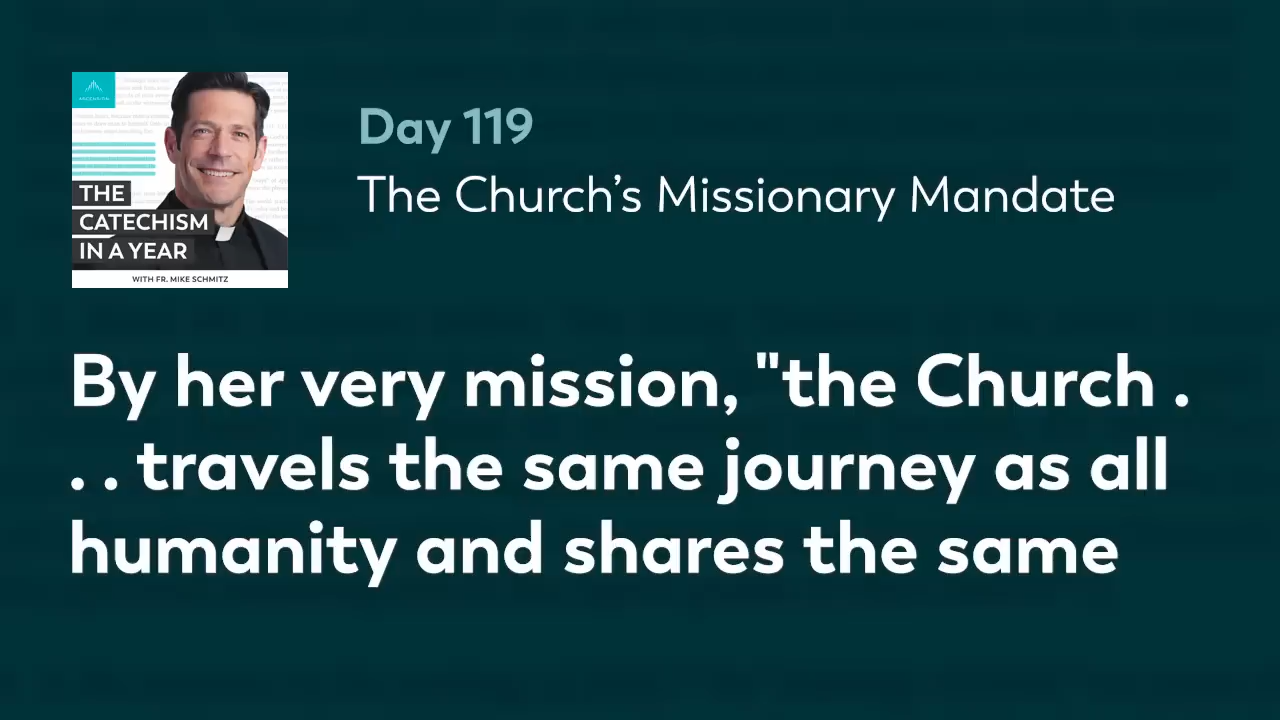 ASCENSION
THE
CATECHISM
IN A YEAR
WITH FR. MIKE SCHMITZ
Day 119
The Church’s Missionary Mandate
By her very mission, "the Church .
. . travels the same journey as all
humanity and shares the same